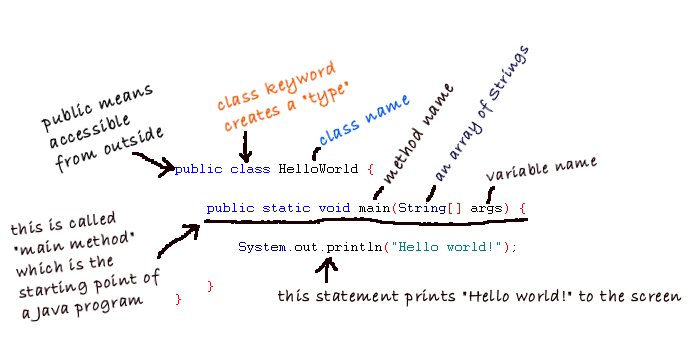 public means
accessible
from outside
class keyword
creates a "type"
class name
method name
an array of Strings
variable name
public class HelloWorld {
public static void main(String[] args) {
this is called
"main method"
which is the
starting point of
a Java program
System.out.println("Hello world!");
}
}
this statement prints "Hello world!" to the screen